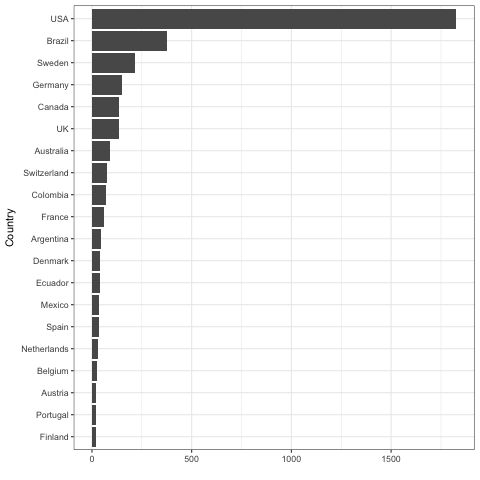 USA
Brazil
Sweden
Germany
Canada
UK
Australia
Switzerland
Colombia
France
Argentina
Denmark
Ecuador
Mexico
Spain
Netherlands
Belgium
Austria
Portugal
Finland
Country
0 500 1000 1500